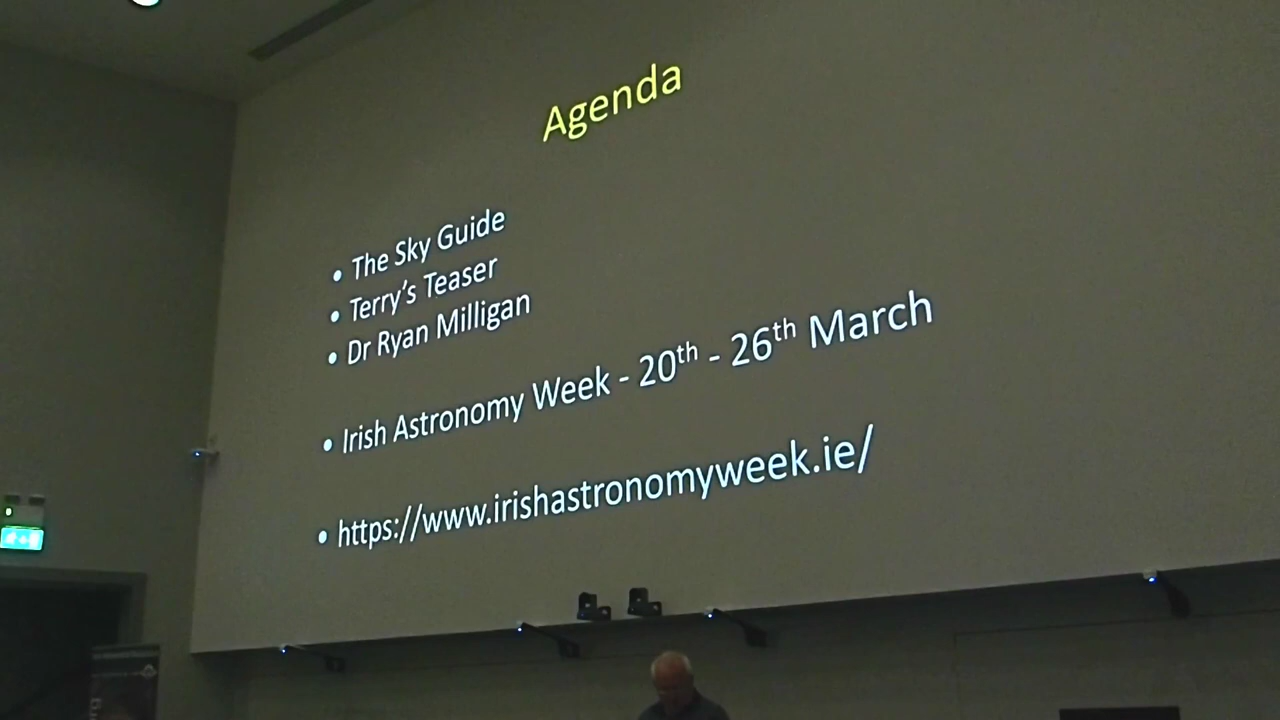 Agenda
• The Sky Guide
• Terry's Teaser
• Dr Ryan Milligan
• Irish Astronomy Week - 20th - 26th March
• https://www.irishastronomyweek.ie/